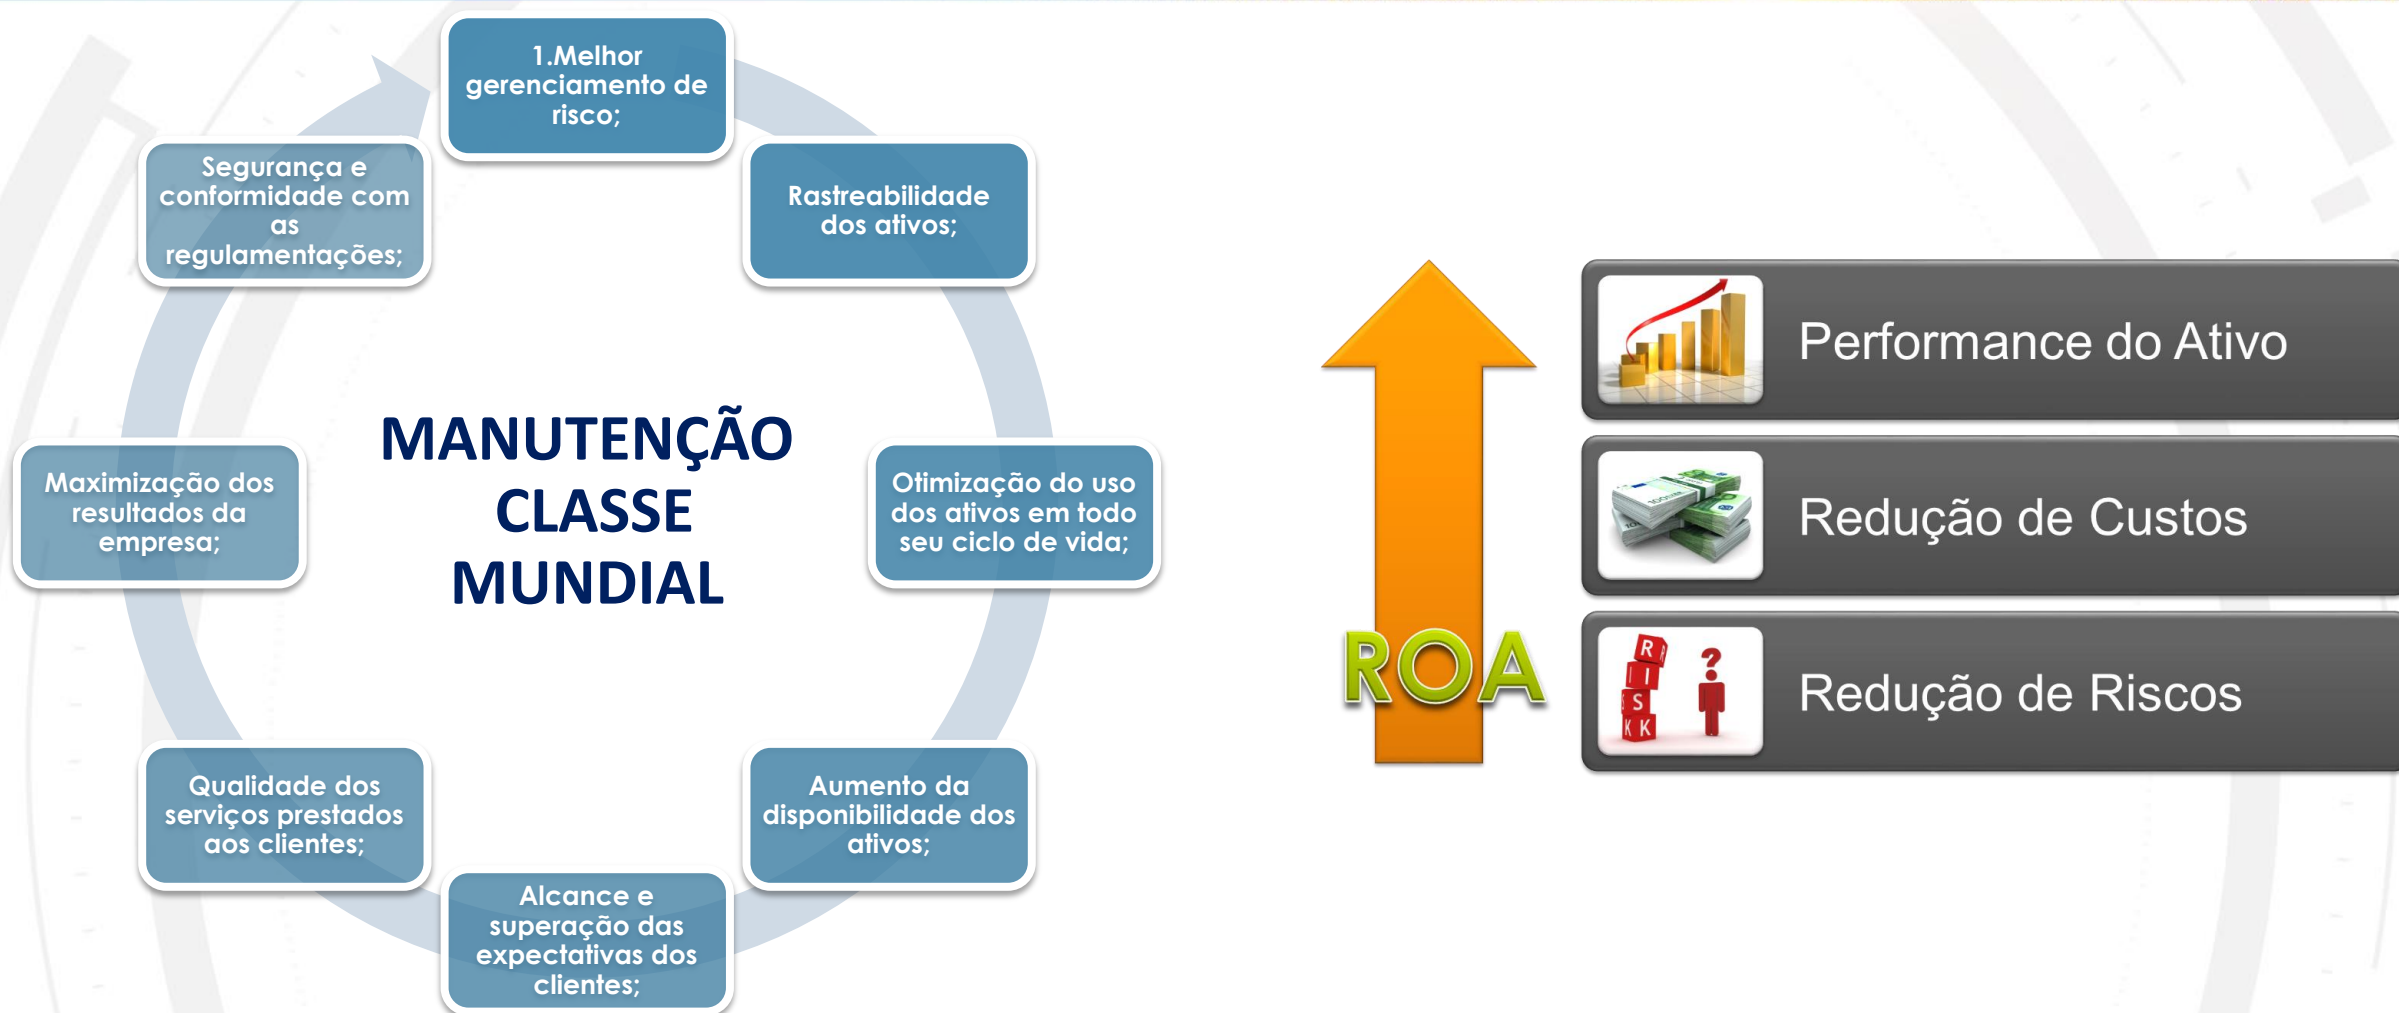 1.Melhor
gerenciamento de
risco;
Rastreabilidade
dos ativos;
Otimização do uso
dos ativos em todo
seu ciclo de vida;
Aumento da
disponibilidade dos
ativos;
Alcance e
superação das
expectativas dos
clientes;
Qualidade dos
serviços prestados
aos clientes;
Maximização dos
resultados da
empresa;
Segurança e
conformidade com
as
regulamentações;
MANUTENÇÃO
CLASSE
MUNDIAL
ROA
Performance do Ativo
Redução de Custos
100
R
I
S
K K
?
Redução de Riscos